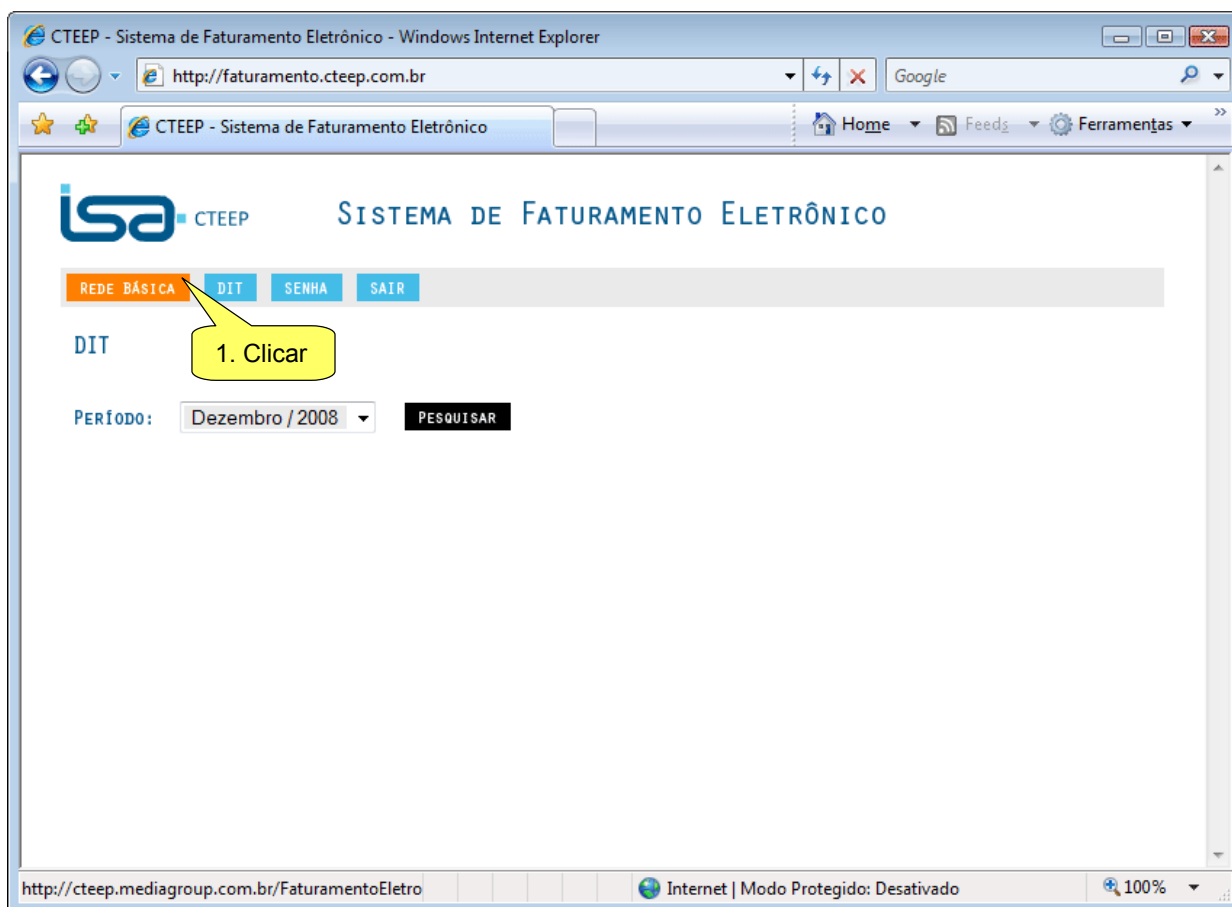 CTEEP - Sistema de Faturamento Eletrônico - Windows Internet Explorer
http://faturamento.cteep.com.br
Google
CTEEP - Sistema de Faturamento Eletrônico
Home
Feeds
Ferramentas
isa CTEEP
SISTEMA DE FATURAMENTO ELETRÔNICO
REDE BÁSICA
DIT
SENHA
SAIR
DIT
1. Clicar
PERÍODO:
Dezembro / 2008
PESQUISAR
http://cteep.mediagroup.com.br/FaturamentoEletro
Internet | Modo Protegido: Desativado
100%